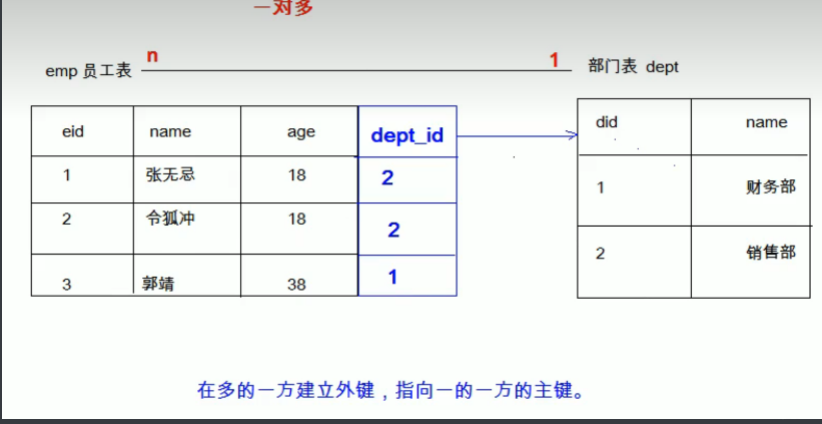 一对多
n
1
emp 员工表
部门表 dept
eid name age dept_id
did name
1 张无忌 18 2
1 财务部
2 令狐冲 18 2
2 销售部
3 郭靖 38 1
在多的一方建立外键，指向一的一方的主键。